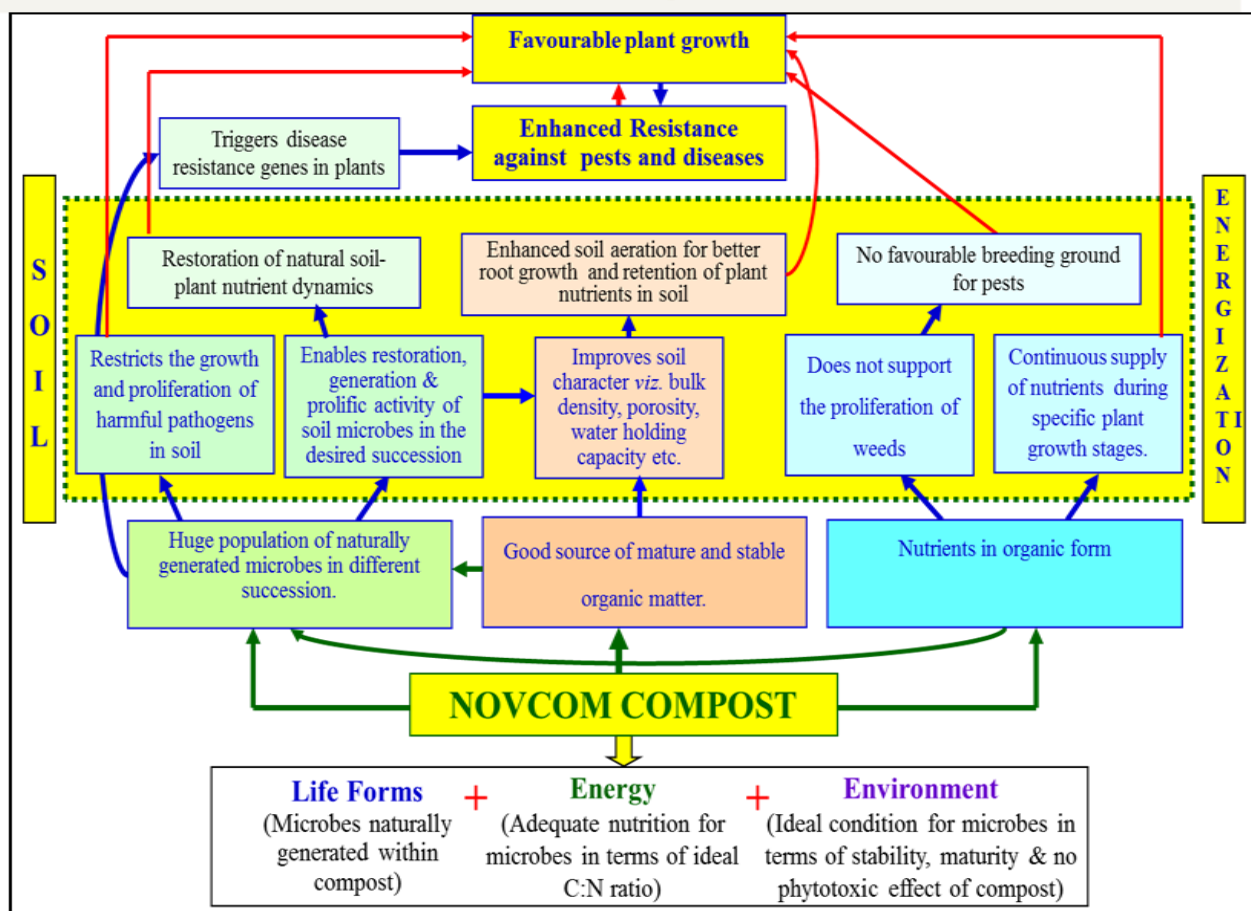 Favourable plant growth
Triggers disease
resistance genes in plants
Enhanced Resistance
against pests and diseases
S
O
I
L
E
N
E
R
G
I
Z
A
T I
O
N
Restoration of natural soil-
plant nutrient dynamics
Enhanced soil aeration for better
root growth and retention of plant
nutrients in soil
No favourable breeding ground
for pests
Restricts the growth
and proliferation of
harmful pathogens
in soil
Enables restoration,
generation &
prolific activity of
soil microbes in the
desired succession
Improves soil
character viz. bulk
density, porosity,
water holding
capacity etc.
Does not support
the proliferation of
weeds
Continuous supply
of nutrients during
specific plant
growth stages.
Huge population of naturally
generated microbes in different
succession.
Good source of mature and stable
organic matter.
Nutrients in organic form
NOVCOM COMPOST
Life Forms + Energy + Environment
(Microbes naturally
generated within
compost)
(Adequate nutrition for
microbes in terms of ideal
C:N ratio)
(Ideal condition for microbes in
terms of stability, maturity & no
phytotoxic effect of compost)